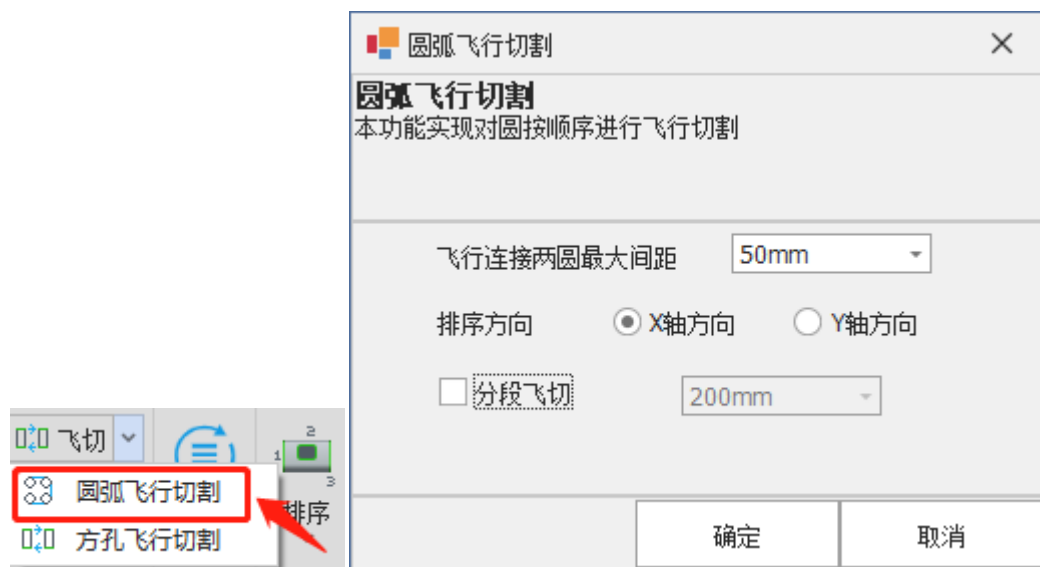 圆弧飞行切割
圆弧飞行切割
本功能实现对圆按顺序进行飞行切割
飞行连接两圆最大间距 50mm
排序方向 X轴方向 Y轴方向
分段飞切 200mm
确定 取消
飞切
1 2 3
排序
圆弧飞行切割
方孔飞行切割